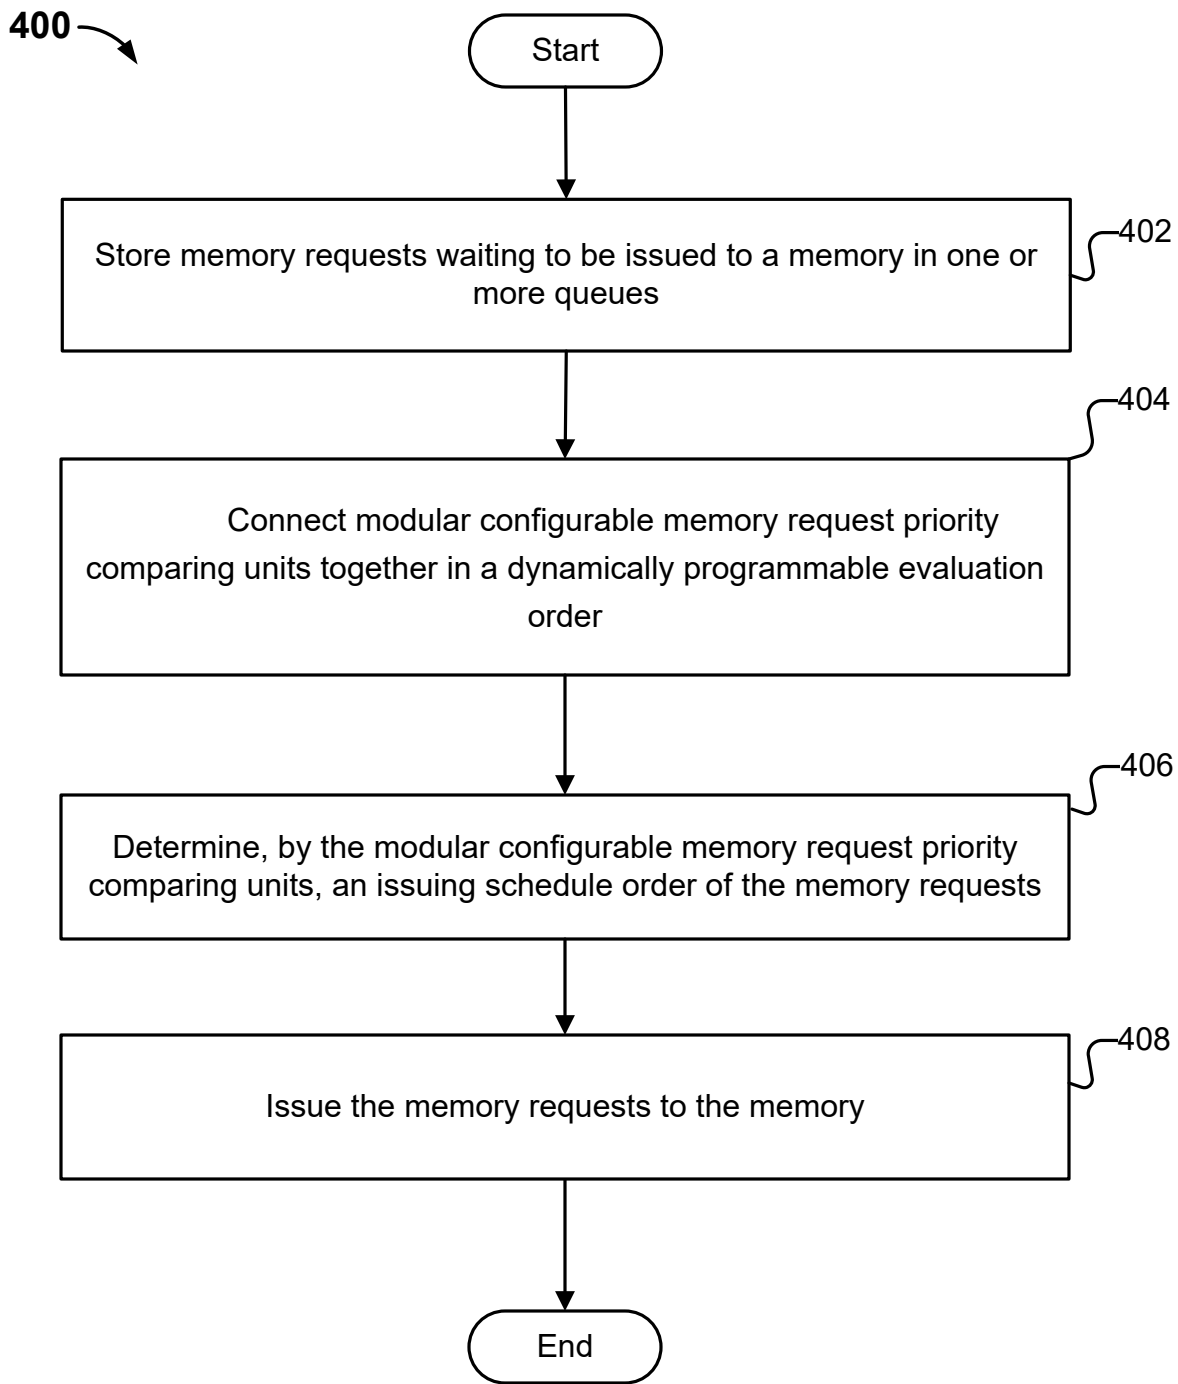 400
Start
Store memory requests waiting to be issued to a memory in one or
more queues
402
404
Connect modular configurable memory request priority
comparing units together in a dynamically programmable evaluation
order
406
Determine, by the modular configurable memory request priority
comparing units, an issuing schedule order of the memory requests
408
Issue the memory requests to the memory
End